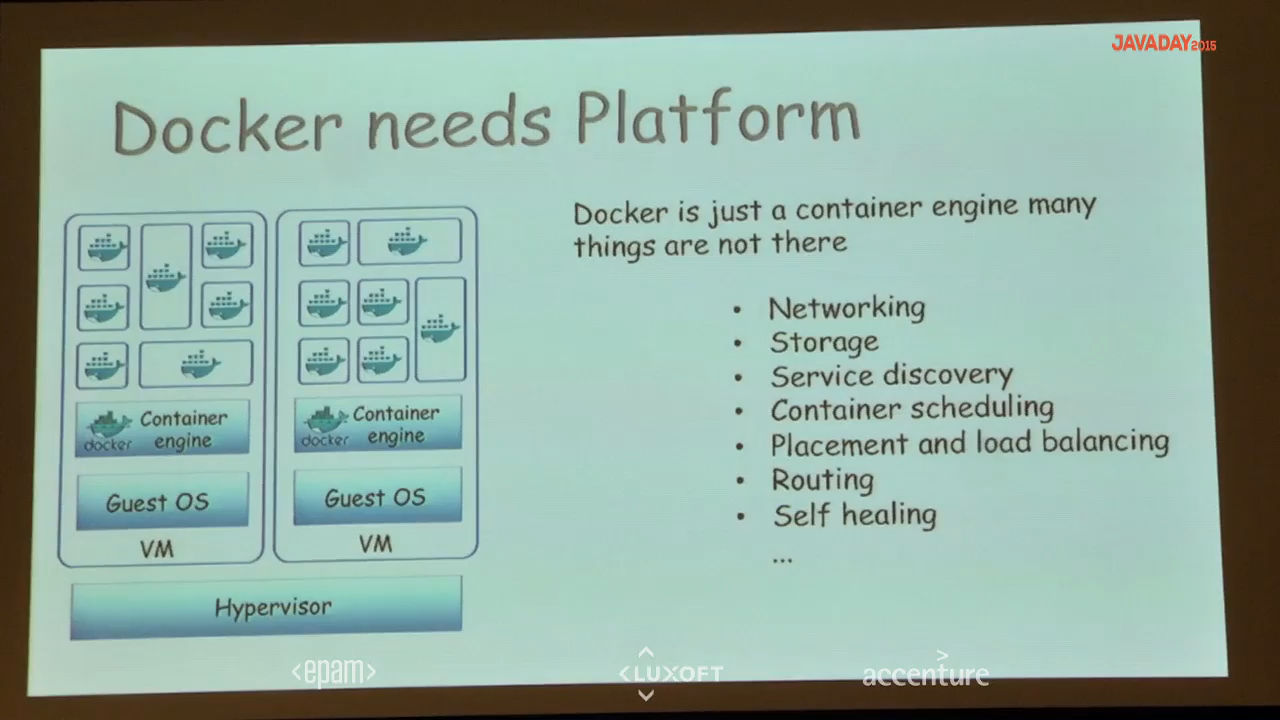 JAVADAY2015
Docker needs Platform
Docker is just a container engine many
things are not there
• Networking
• Storage
• Service discovery
• Container scheduling
• Placement and load balancing
• Routing
• Self healing
...
docker
Container
engine
Guest OS
VM
docker
Container
engine
Guest OS
VM
Hypervisor
<epam>
LUXOFT
accenture